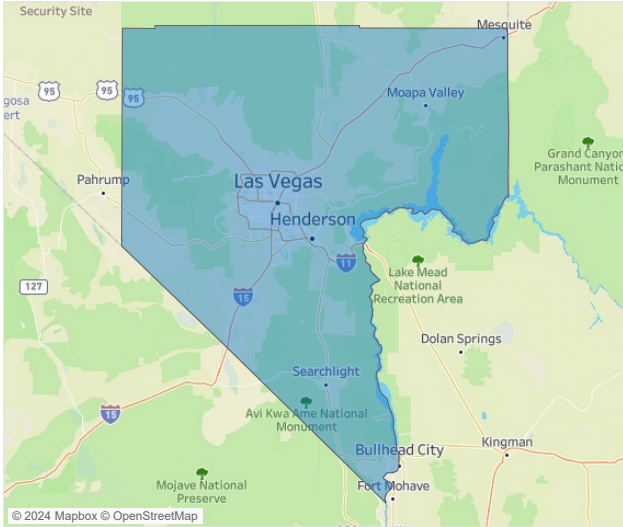 Security Site
Mesquite
95
95
95
gosa
ert
Moapa Valley
Grand Canyon
Parashant Natio
Monument
Pahrump
Las Vegas
Henderson
11
127
15
Lake Mead
National
Recreation Area
Dolan Springs
Searchlight
15
Avi Kwa Ame National
Monument
Bullhead City
Kingman
Mojave National
Preserve
Fort Mohave
© 2024 Mapbox © OpenStreetMap